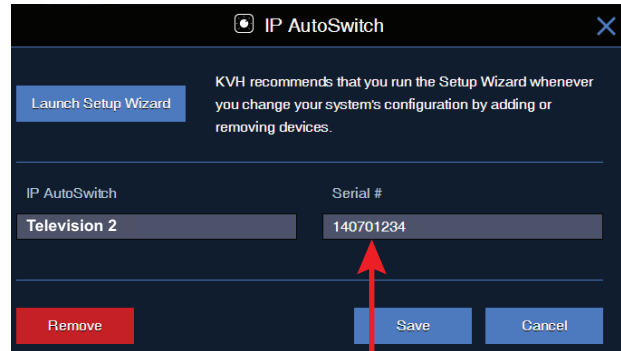 IP AutoSwitch
Launch Setup Wizard
KVH recommends that you run the Setup Wizard whenever
you change your system's configuration by adding or
removing devices.
IP AutoSwitch
Serial #
Television 2
140701234
Remove
Save
Cancel